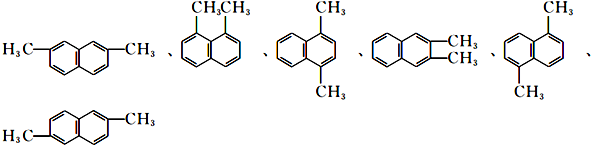 CH₃CH₃ CH₃ CH₃
H₃C CH₃ 、 、 、 CH₃ CH₃ 、 、
CH₃ CH₃
H₃C CH₃